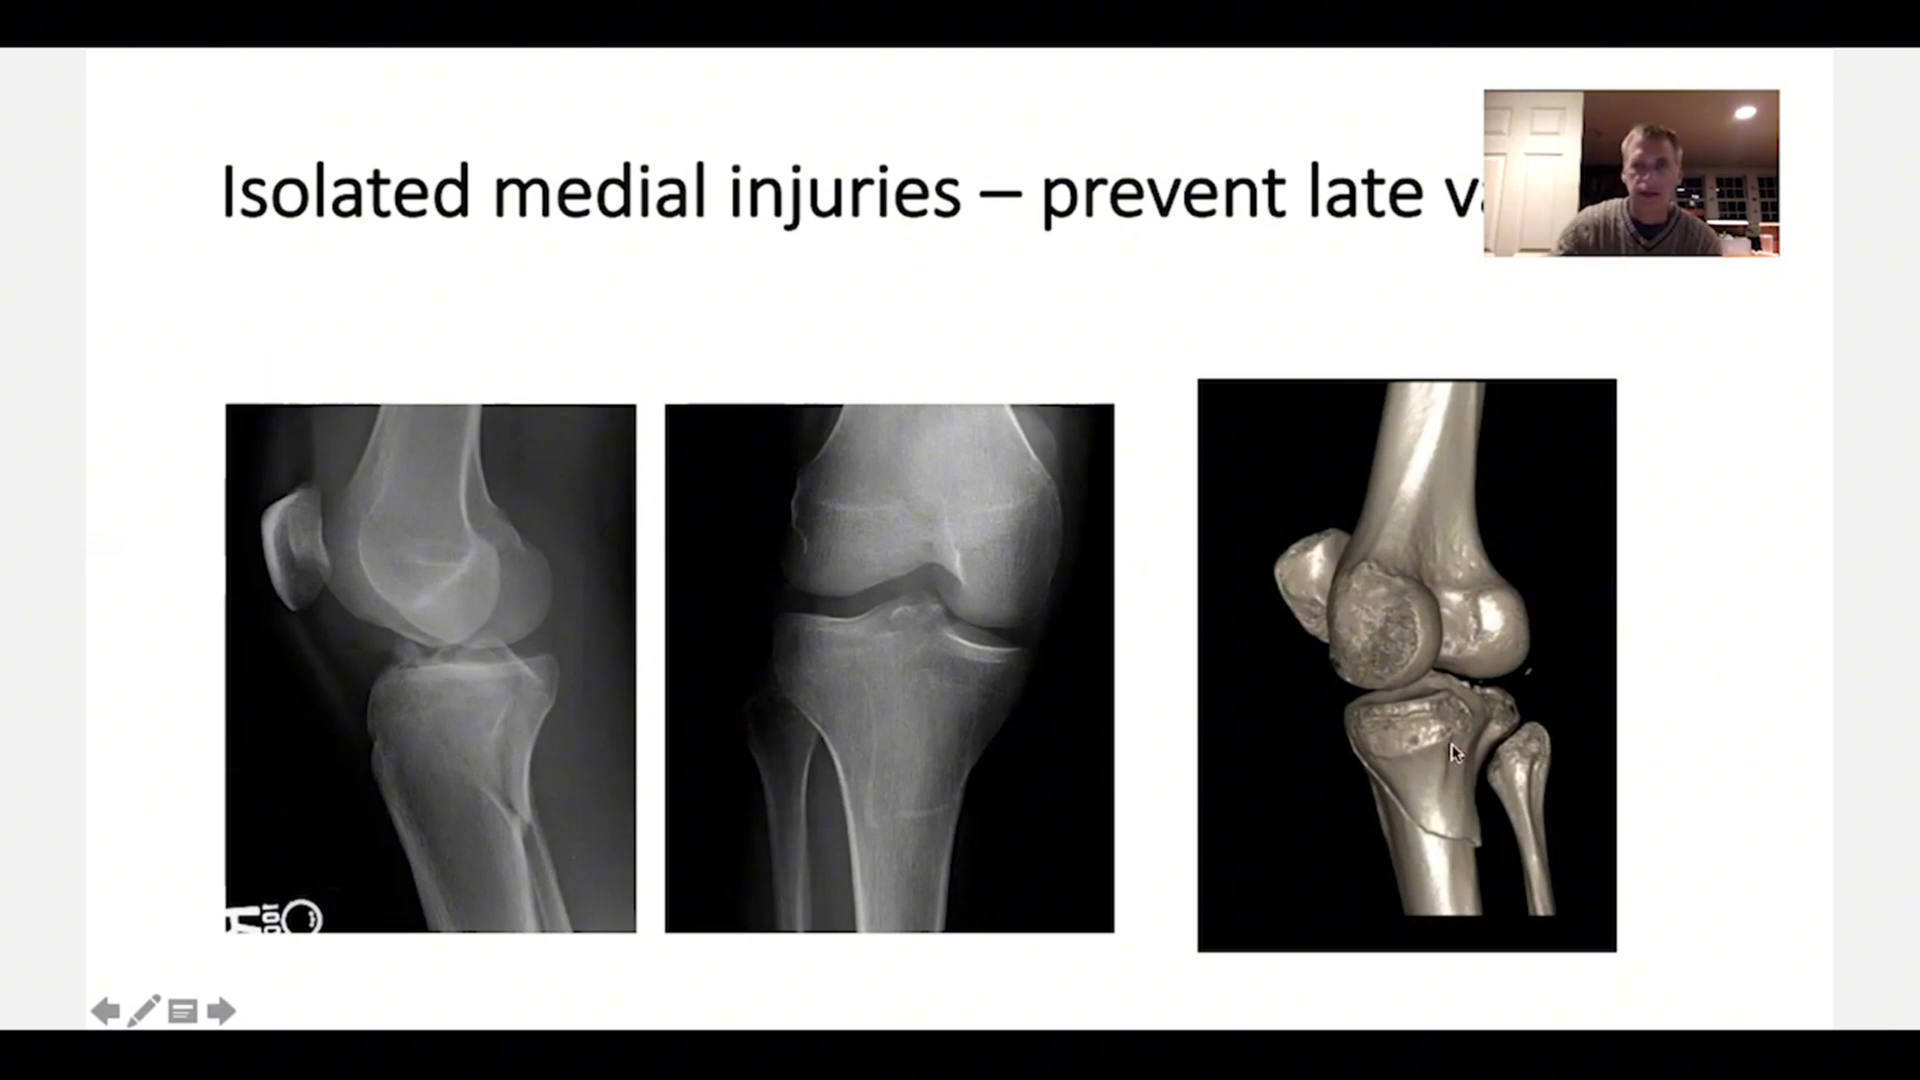 Isolated medial injuries – prevent late